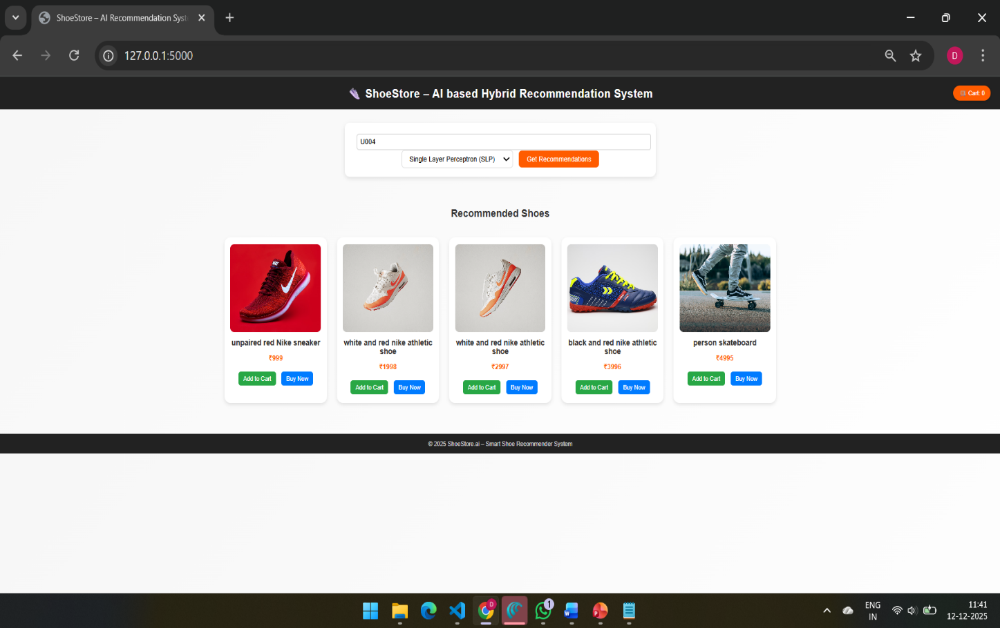 ShoeStore – AI Recommendation Syst
127.0.0.1:5000
D
ShoeStore – AI based Hybrid Recommendation System
Cart: 0
U004
Single Layer Perceptron (SLP)
Get Recommendations
Recommended Shoes
unpaired red Nike sneaker
₹999
Add to Cart Buy Now
white and red nike athletic
shoe
₹1998
Add to Cart Buy Now
white and red nike athletic
shoe
₹2997
Add to Cart Buy Now
black and red nike athletic
shoe
₹3996
Add to Cart Buy Now
person skateboard
₹4995
Add to Cart Buy Now
© 2025 ShoeStore.ai – Smart Shoe Recommender System
D
1
ENG
IN
11:41
12-12-2025